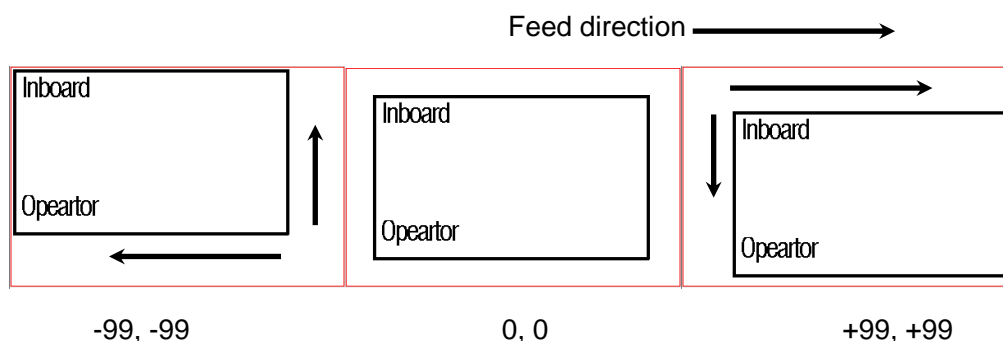 Feed direction
Inboard
Opeartor
Inboard
Opeartor
Inboard
Opeartor
-99, -99
0, 0
+99, +99